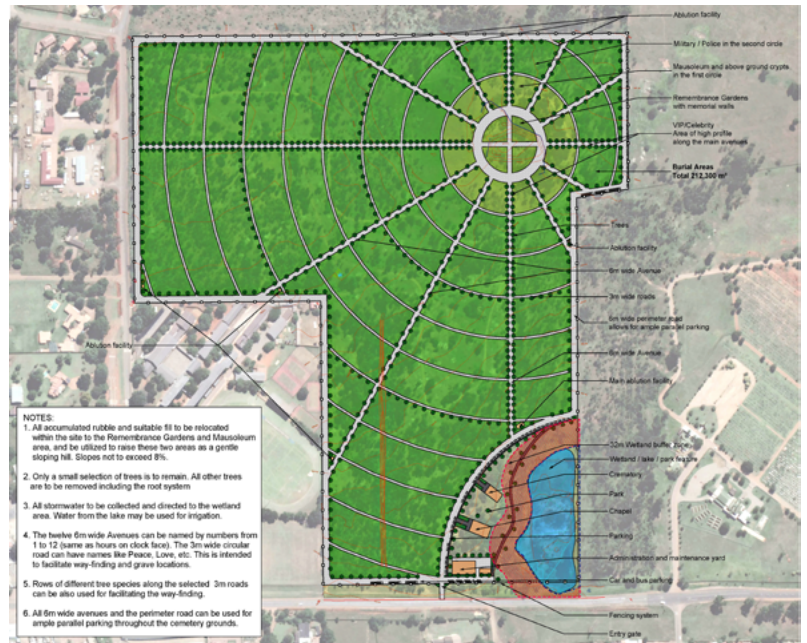 Ablution facility
Military / Police in the second circle
Mausoleum and above ground crypts
in the first circle
Remembrance Gardens
with memorial walls
VIP/Celebrity
Area of high profile
along the main avenues
Burial Areas
Total 212,300 m²
Trees
Ablution facility
6m wide Avenue
3m wide roads
6m wide perimeter road
allows for ample parallel parking
6m wide Avenue
Main ablution facility
32m Wetland buffer zone
Wetland / lake / park feature
Crematory
Park
Chapel
Parking
Administration and maintenance yard
Car and bus parking
Fencing system
Entry gate
Ablution facility
NOTES:
1. All accumulated rubble and suitable fill to be relocated
within the site to the Remembrance Gardens and Mausoleum
area, and be utilized to raise these two areas as a gentle
sloping hill. Slopes not to exceed 8%.
2. Only a small selection of trees is to remain. All other trees
are to be removed including the root system
3. All stormwater to be collected and directed to the wetland
area. Water from the lake may be used for irrigation.
4. The twelve 6m wide Avenues can be named by numbers from
1 to 12 (same as hours on clock face). The 3m wide circular
road can have names like Peace, Love, etc. This is intended
to facilitate way-finding and grave locations.
5. Rows of different tree species along the selected 3m roads
can be also used for facilitating the way-finding.
6. All 6m wide avenues and the perimeter road can be used for
ample parallel parking throughout the cemetery grounds.